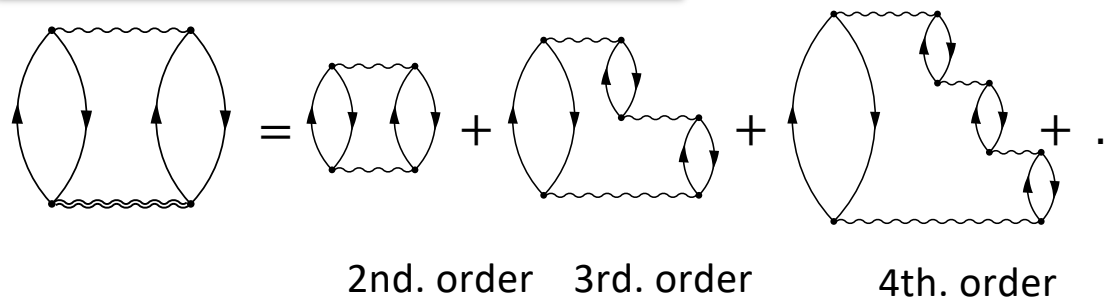 = + + + .
2nd. order 3rd. order 4th. order